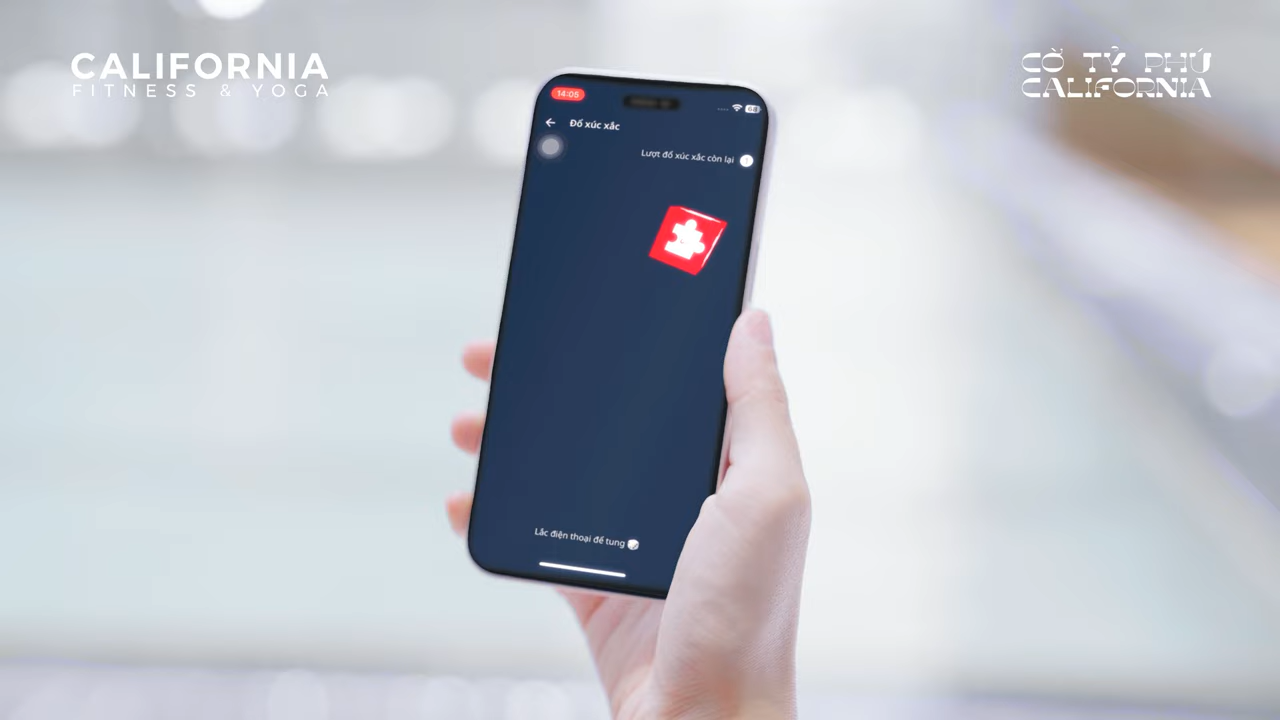 CALIFORNIA
FITNESS & YOGA
CỜ TỶ PHÚ
CALIFORNIA
14:05
68
Đổ xúc xắc
Lượt đổ xúc xắc còn lại
Lắc điện thoại để tung